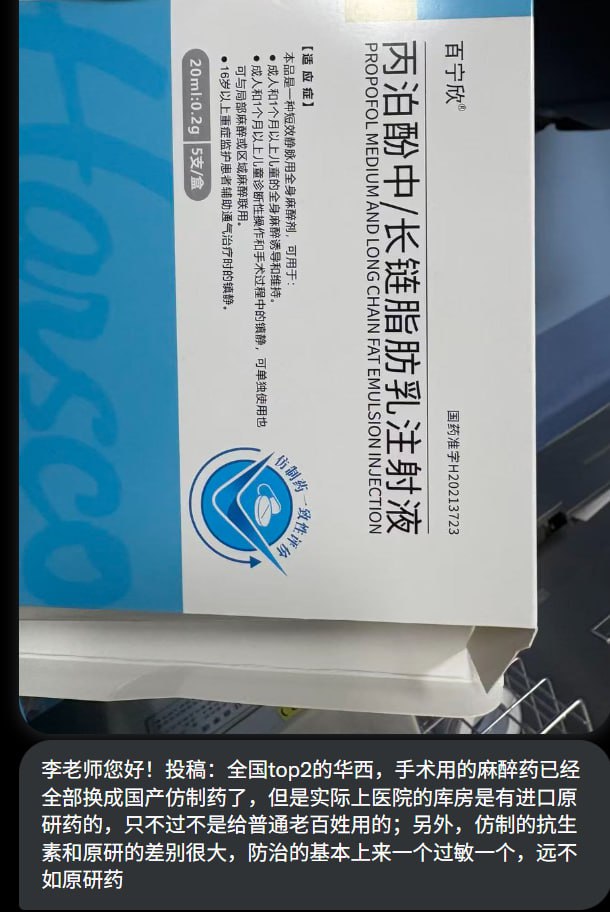 百宁欣®
丙泊酚中/长链脂肪乳注射液
PROPOFOL MEDIUM AND LONG CHAIN FAT EMULSION INJECTION
国药准字H20213723
【适应症】
本品是一种短效静脉用全身麻醉剂，可用于：
●成人和1个月以上儿童的全身麻醉诱导和维持。
●成人和1个月以上儿童诊断性操作和手术过程中的镇静，可单独使用也
可与局部麻醉或区域麻醉联用。
●16岁以上重症监护患者辅助通气治疗时的镇静。
20ml:0.2g | 5支/盒
仿制药一致性评价
Hansco
李老师您好！投稿：全国top2的华西，手术用的麻醉药已经
全部换成国产仿制药了，但是实际上医院的库房是有进口原
研药的，只不过不是给普通老百姓用的；另外，仿制的抗生
素和原研的差别很大，防治的基本上来一个过敏一个，远不
如原研药